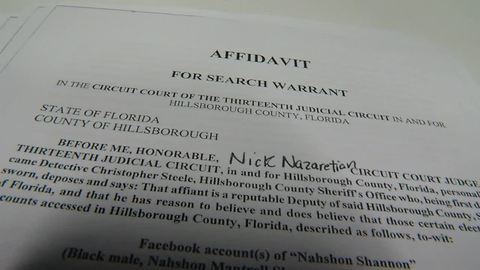 AFFIDAVIT
FOR SEARCH WARRANT
IN THE CIRCUIT COURT OF THE THIRTEENTH JUDICIAL CIRCUIT IN AND FOR
HILLSBOROUGH COUNTY, FLORIDA
STATE OF FLORIDA
COUNTY OF HILLSBOROUGH
BEFORE ME, HONORABLE, Nick Nazaretian CIRCUIT COURT JUDGE
THIRTEENTH JUDICIAL CIRCUIT, in and for Hillsborough County, Florida,
came Detective Christopher Steele, Hillsborough County Sheriff's Office who, being first
sworn, deposes and says: That affiant is a reputable Deputy of said Hillsborough County,
of Florida, and that he has reason to believe and does believe that those certain
accessed in Hillsborough County, Florida, described as follows, to-wit:
Facebook account(s) of "Nahshon Shannon"
(Black male, Nahshon